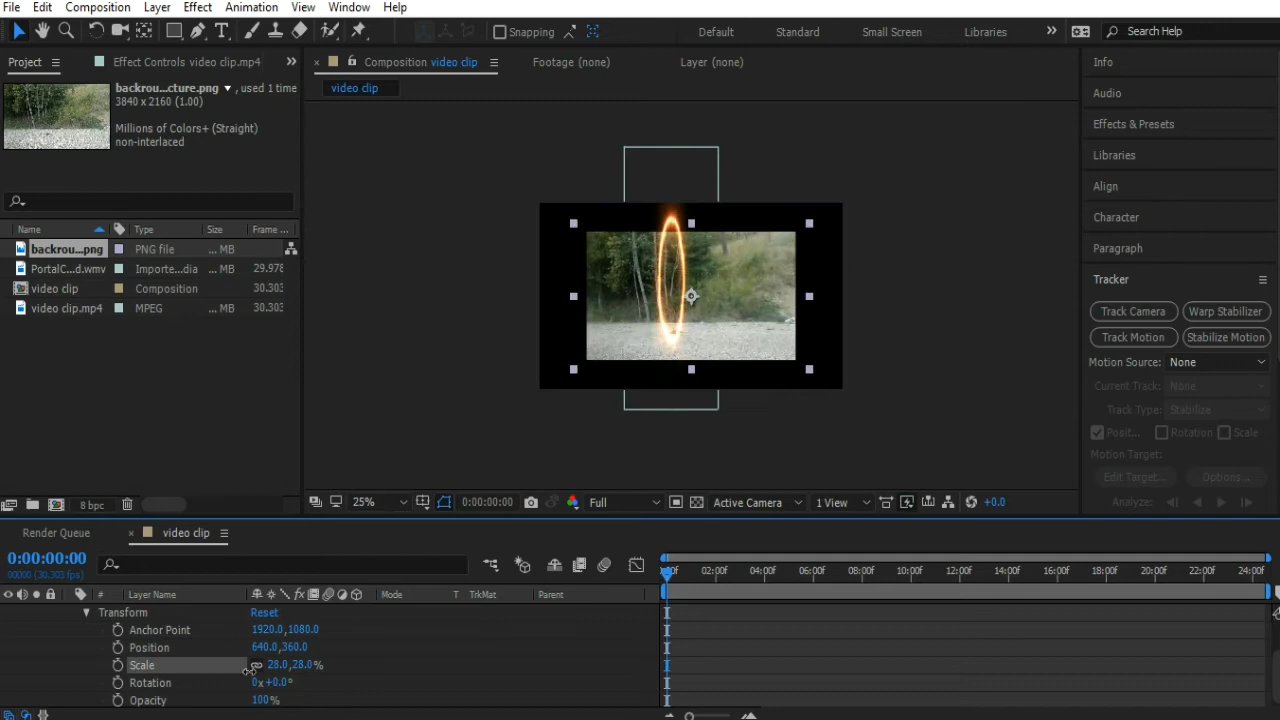 File Edit Composition Layer Effect Animation View Window Help
Snapping Default Standard Small Screen Libraries Search Help
Project Effect Controls video clip.mp4 Composition video clip Footage (none) Layer (none) Info
backrou...cture.png , used 1 time video clip
3840 x 2160 (1.00) Audio
Millions of Colors+ (Straight) Effects & Presets
non-interlaced
Libraries
Align
Name Type Size Frame ... Character
backrou...png PNG file ... MB Paragraph
PortalC...d.wmv Importe...dia ... MB 29.978 Tracker
video clip Composition 30.303
video clip.mp4 MPEG ... MB 30.303 Track Camera Warp Stabilizer
Track Motion Stabilize Motion
Motion Source: None
Current Track: None
Track Type: Stabilize
Posit... Rotation Scale
Motion Target:
Edit Target... Options...
8 bpc 25% 0:00:00:00 Full Active Camera 1 View +0.0 Analyze:
Render Queue video clip
0:00:00:00
00000 (30.303 fps)
02:00f 04:00f 06:00f 08:00f 10:00f 12:00f 14:00f 16:00f 18:00f 20:00f 22:00f 24:00f
# Layer Name Mode T TrkMat Parent
Transform Reset
Anchor Point 1920.0,1080.0
Position 640.0,360.0
Scale 28.0,28.0%
Rotation 0x+0.0°
Opacity 100%